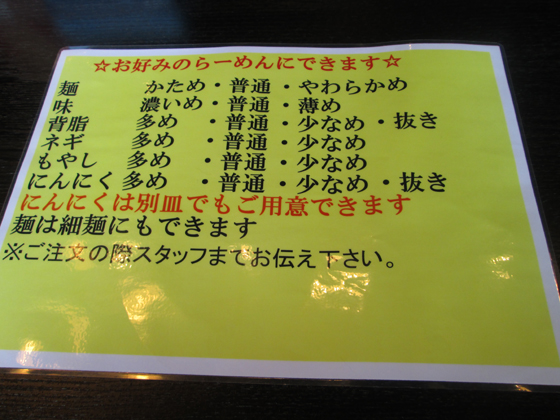 ☆お好みのらーめんにできます☆
麺　かため・普通・やわらかめ
味　濃いめ・普通・薄め
背脂　多め・普通・少なめ・抜き
ネギ　多め・普通・少なめ
もやし　多め・普通・少なめ
にんにく　多め・普通・少なめ・抜き
にんにくは別皿でもご用意できます
麺は細麺にもできます
※ご注文の際スタッフまでお伝え下さい。